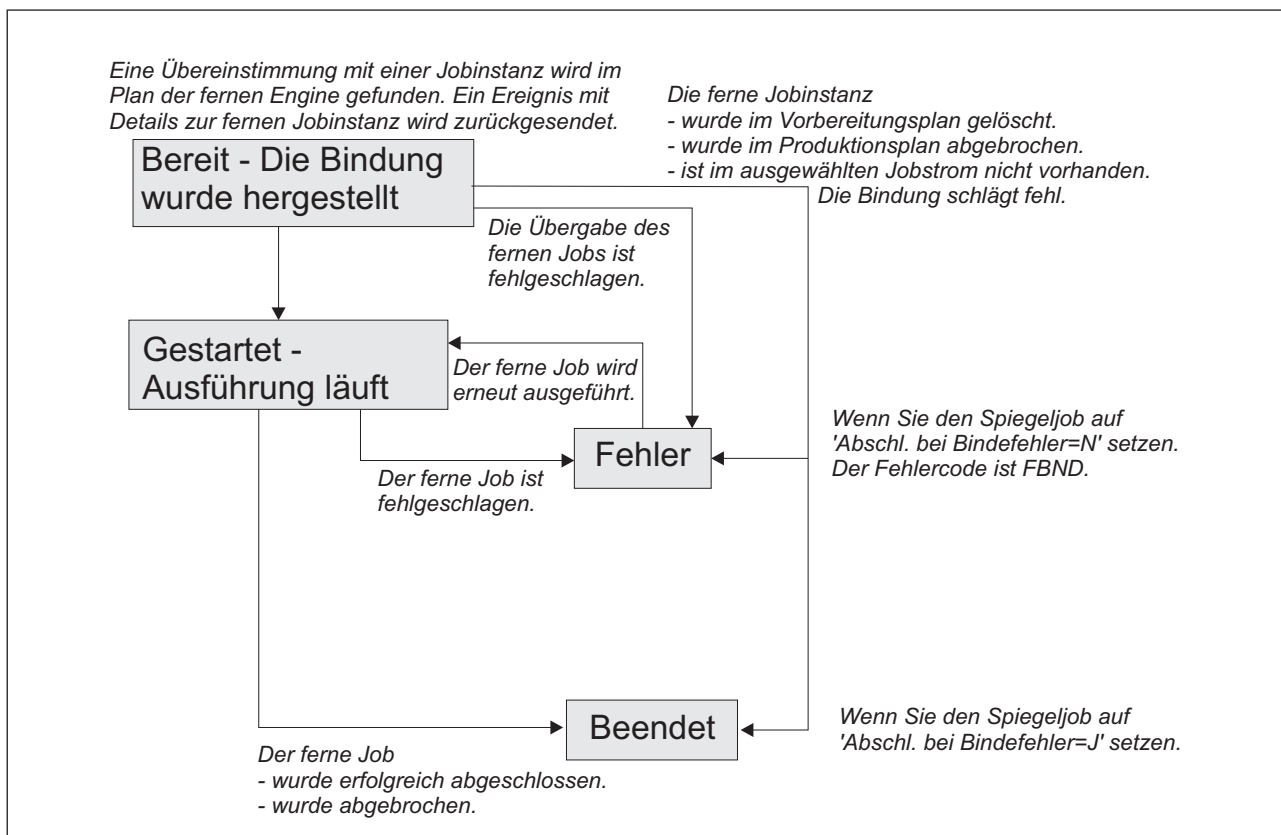 Eine Übereinstimmung mit einer Jobinstanz wird im
Plan der fernen Engine gefunden. Ein Ereignis mit
Details zur fernen Jobinstanz wird zurückgesendet.
Die ferne Jobinstanz
- wurde im Vorbereitungsplan gelöscht.
- wurde im Produktionsplan abgebrochen.
- ist im ausgewählten Jobstrom nicht vorhanden.
Die Bindung schlägt fehl.
Bereit - Die Bindung
wurde hergestellt
Die Übergabe des
fernen Jobs ist
fehlgeschlagen.
Gestartet -
Ausführung läuft
Der ferne Job wird
erneut ausgeführt.
Fehler
Der ferne Job ist
fehlgeschlagen.
Wenn Sie den Spiegeljob auf
'Abschl. bei Bindefehler=N' setzen.
Der Fehlercode ist FBND.
Beendet
Wenn Sie den Spiegeljob auf
'Abschl. bei Bindefehler=J' setzen.
Der ferne Job
- wurde erfolgreich abgeschlossen.
- wurde abgebrochen.